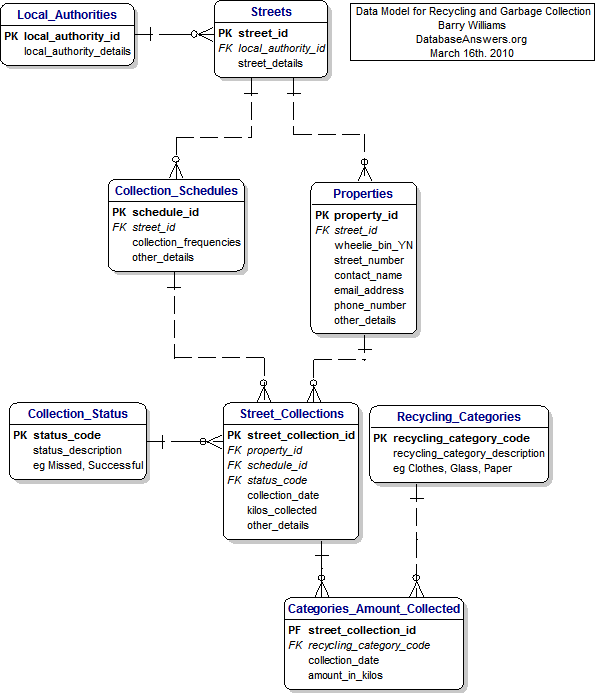 Local_Authorities
PK local_authority_id
local_authority_details
Streets
PK street_id
FK local_authority_id
street_details
Data Model for Recycling and Garbage Collection
Barry Williams
DatabaseAnswers.org
March 16th. 2010
Collection_Schedules
PK schedule_id
FK street_id
collection_frequencies
other_details
Properties
PK property_id
FK street_id
wheelie_bin_YN
street_number
contact_name
email_address
phone_number
other_details
Collection_Status
PK status_code
status_description
eg Missed, Successful
Street_Collections
PK street_collection_id
FK property_id
FK schedule_id
FK status_code
collection_date
kilos_collected
other_details
Recycling_Categories
PK recycling_category_code
recycling_category_description
eg Clothes, Glass, Paper
Categories_Amount_Collected
PF street_collection_id
FK recycling_category_code
collection_date
amount_in_kilos